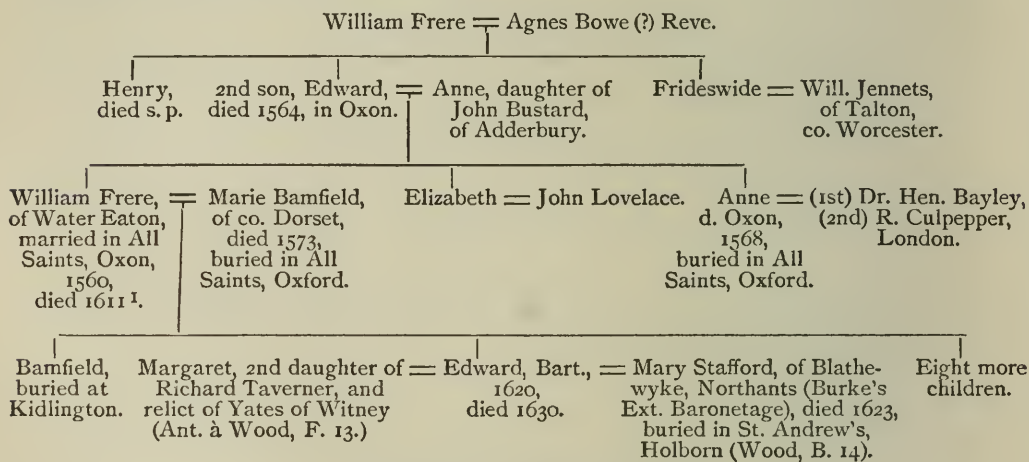 William Frere = Agnes Bowe (?) Reve.
Henry,
died s. p.
2nd son, Edward, =
died 1564, in Oxon.
Anne, daughter of
John Bustard,
of Adderbury.
Frideswide = Will. Jennets,
of Talton,
co. Worcester.
William Frere, =
of Water Eaton,
married in All
Saints, Oxon,
1560,
died 1611 ¹.
Marie Bamfield,
of co. Dorset,
died 1573,
buried in All
Saints, Oxford.
Elizabeth = John Lovelace.
Anne =
d. Oxon,
1568,
buried in All
Saints, Oxford.
(1st) Dr. Hen. Bayley,
(2nd) R. Culpepper,
London.
Bamfield,
buried at
Kidlington.
Margaret, 2nd daughter of =
Richard Taverner, and
relict of Yates of Witney
(Ant. à Wood, F. 13.)
Edward, Bart., =
1620,
died 1630.
Mary Stafford, of Blathe-
wyke, Northants (Burke's
Ext. Baronetage), died 1623,
buried in St. Andrew's,
Holborn (Wood, B. 14).
Eight more
children.